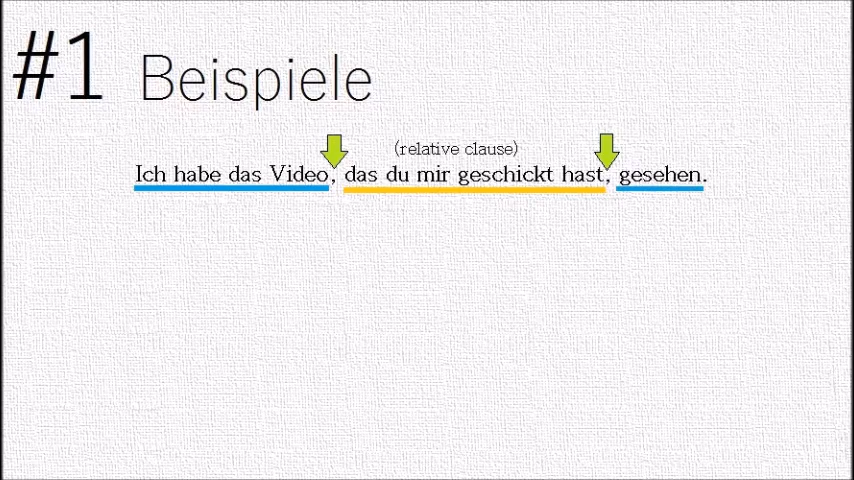 #1 Beispiele
(relative clause)
Ich habe das Video, das du mir geschickt hast, gesehen.